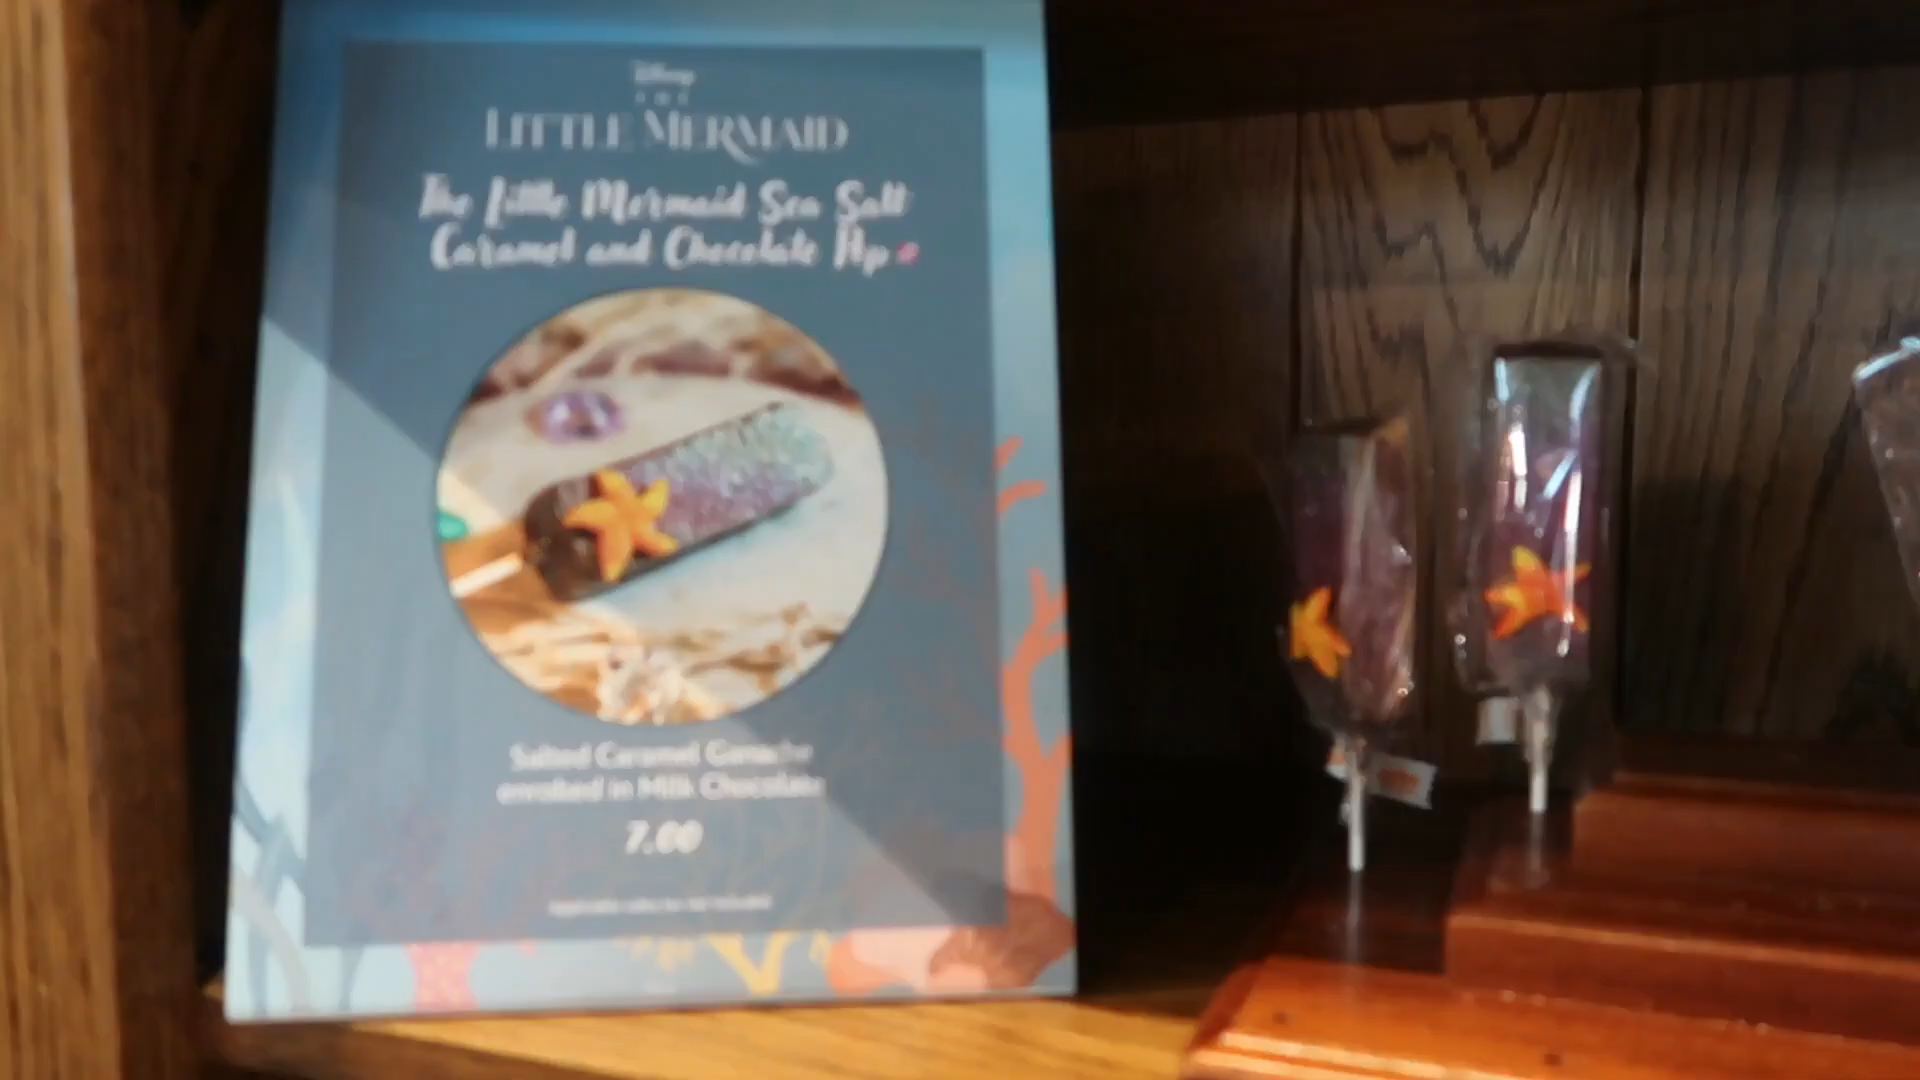 Disney
THE
LITTLE MERMAID
The Little Mermaid Sea Salt
Caramel and Chocolate Pop
Salted Caramel Ganache
enrobed in Milk Chocolate
7.00